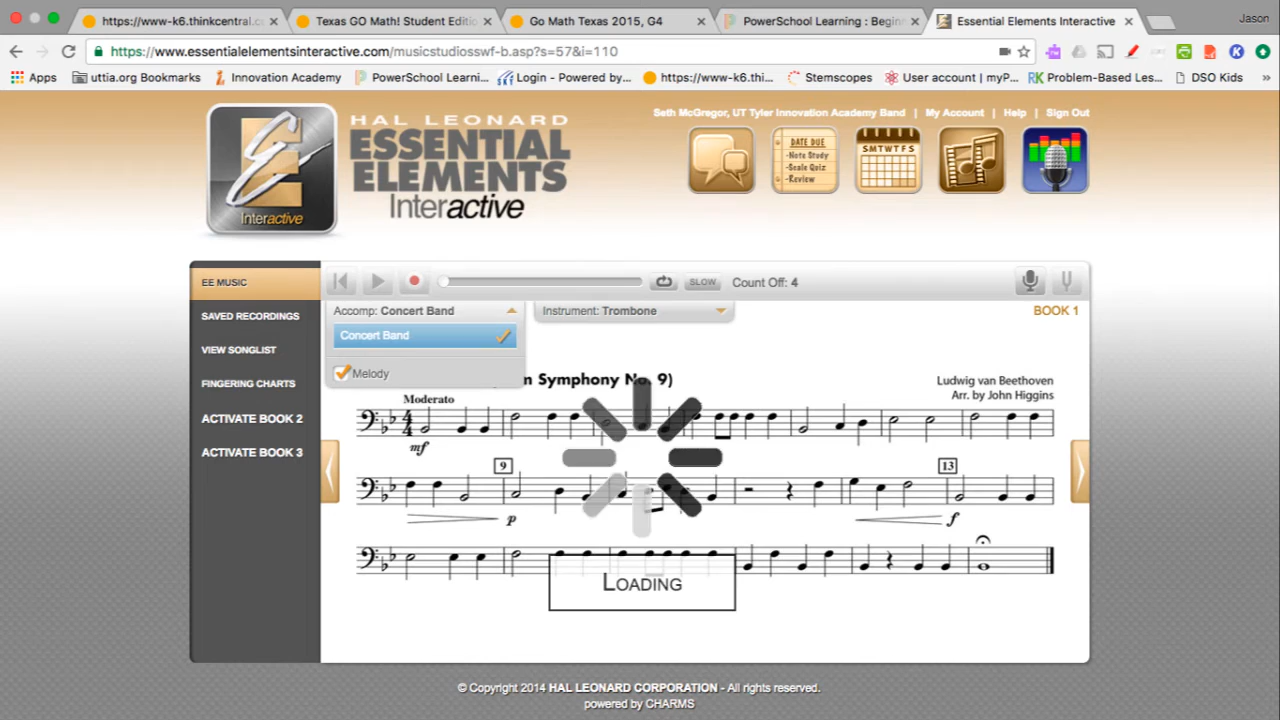 https://www-k6.thinkcentral.c
Texas GO Math! Student Editio
Go Math Texas 2015, G4
PowerSchool Learning : Begin
Essential Elements Interactive
Jason
https://www.essentialelementsinteractive.com/musicstudiosswf-b.asp?s=57&i=110
Apps
uttia.org Bookmarks
Innovation Academy
PowerSchool Learni...
Login - Powered by...
https://www-k6.thi...
Stemscopes
User account | myP...
RK Problem-Based Les...
DSO Kids
»
Seth McGregor, UT Tyler Innovation Academy Band | My Account | Help | Sign Out
HAL LEONARD
ESSENTIAL
ELEMENTS
Interactive
E
Interactive
DATE DUE
-Note Study
-Scale Quiz
-Review
SMTWTFS
EE MUSIC
SAVED RECORDINGS
VIEW SONGLIST
FINGERING CHARTS
ACTIVATE BOOK 2
ACTIVATE BOOK 3
SLOW
Count Off: 4
Accomp: Concert Band
Instrument: Trombone
BOOK 1
Concert Band
Melody
m Symphony No. 9)
Ludwig van Beethoven
Arr. by John Higgins
Moderato
mf
9
13
p
f
LOADING
© Copyright 2014 HAL LEONARD CORPORATION - All rights reserved.
powered by CHARMS